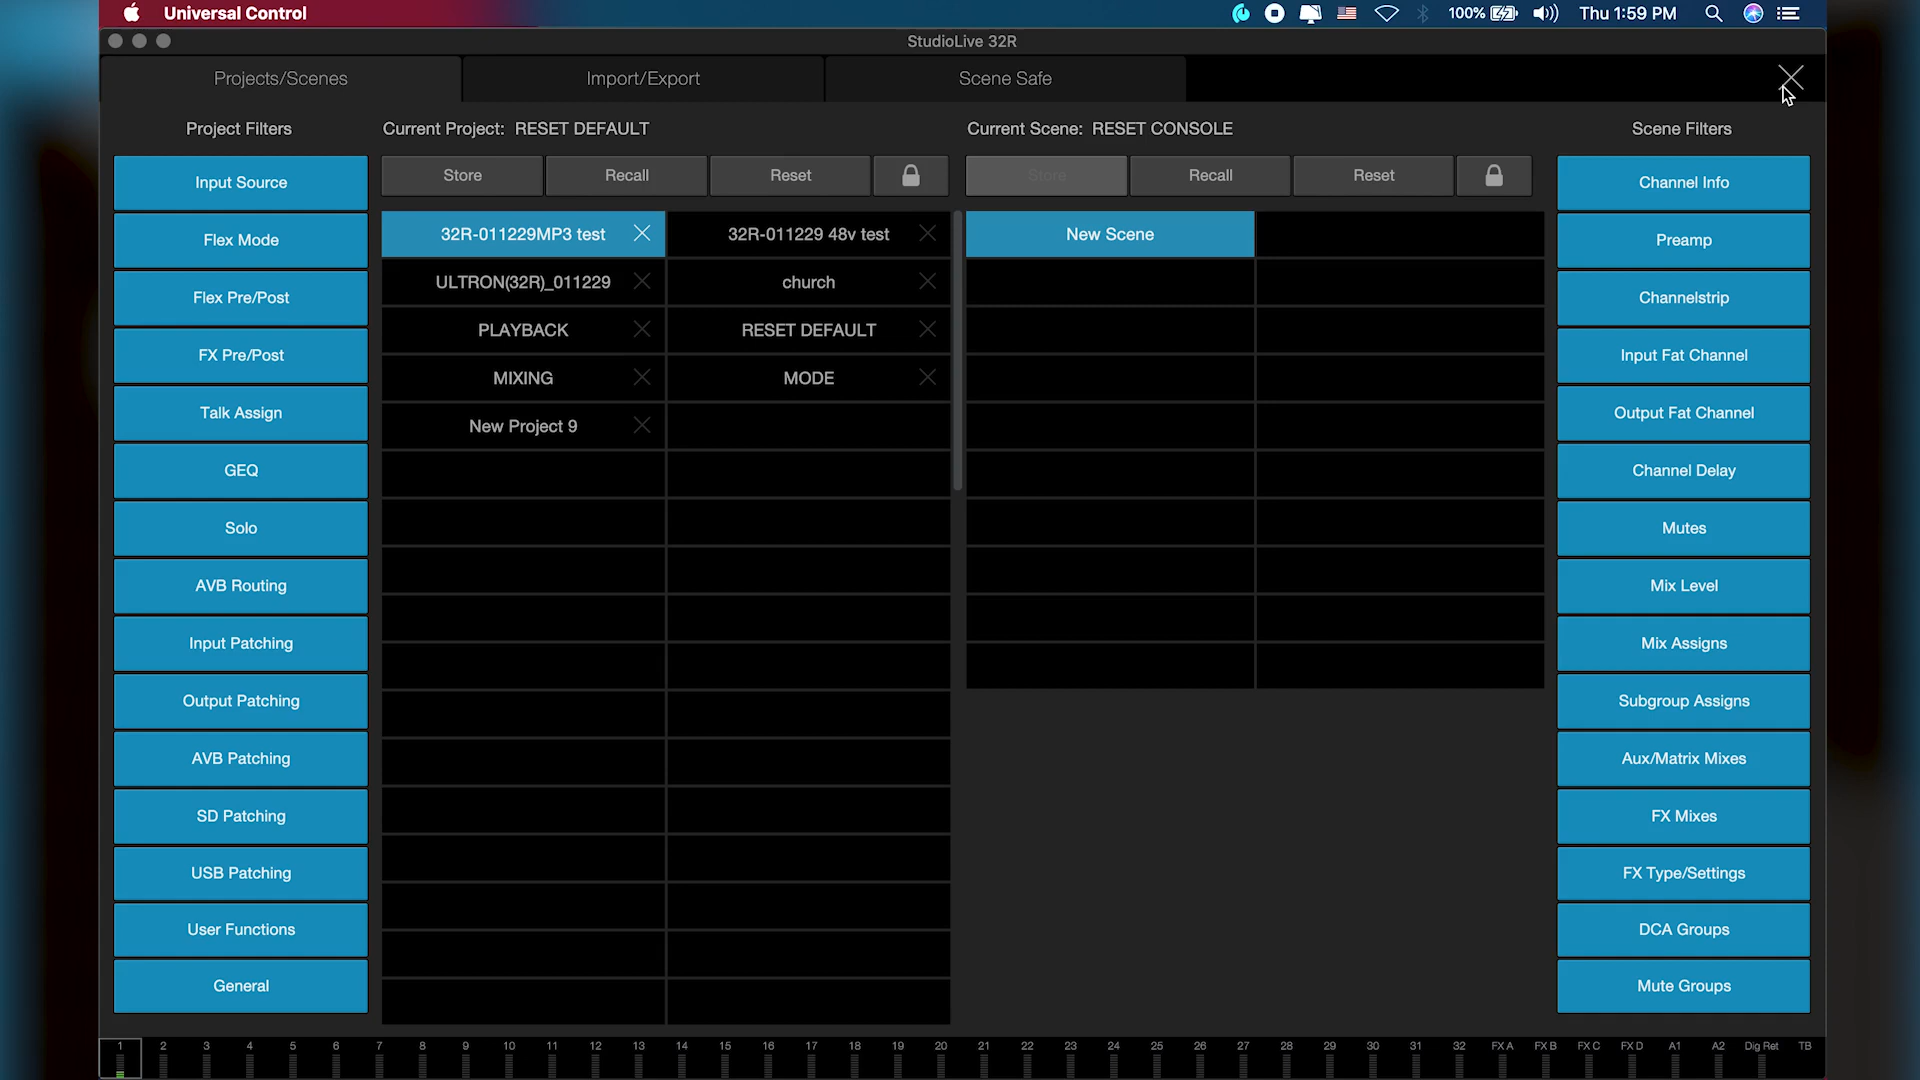 Universal Control
100%
Thu 1:59 PM
StudioLive 32R
Projects/Scenes
Import/Export
Scene Safe
Project Filters
Current Project: RESET DEFAULT
Current Scene: RESET CONSOLE
Scene Filters
Input Source
Store
Recall
Reset
Store
Recall
Reset
Channel Info
Flex Mode
32R-011229MP3 test
32R-011229 48v test
New Scene
Preamp
Flex Pre/Post
ULTRON(32R)_011229
church
Channelstrip
FX Pre/Post
PLAYBACK
RESET DEFAULT
Input Fat Channel
Talk Assign
MIXING
MODE
Output Fat Channel
New Project 9
GEQ
Channel Delay
Solo
Mutes
AVB Routing
Mix Level
Input Patching
Mix Assigns
Output Patching
Subgroup Assigns
AVB Patching
Aux/Matrix Mixes
SD Patching
FX Mixes
USB Patching
FX Type/Settings
User Functions
DCA Groups
General
Mute Groups
1 2 3 4 5 6 7 8 9 10 11 12 13 14 15 16 17 18 19 20 21 22 23 24 25 26 27 28 29 30 31 32 FX A FX B FX C FX D A1 A2 Dig Ret TB